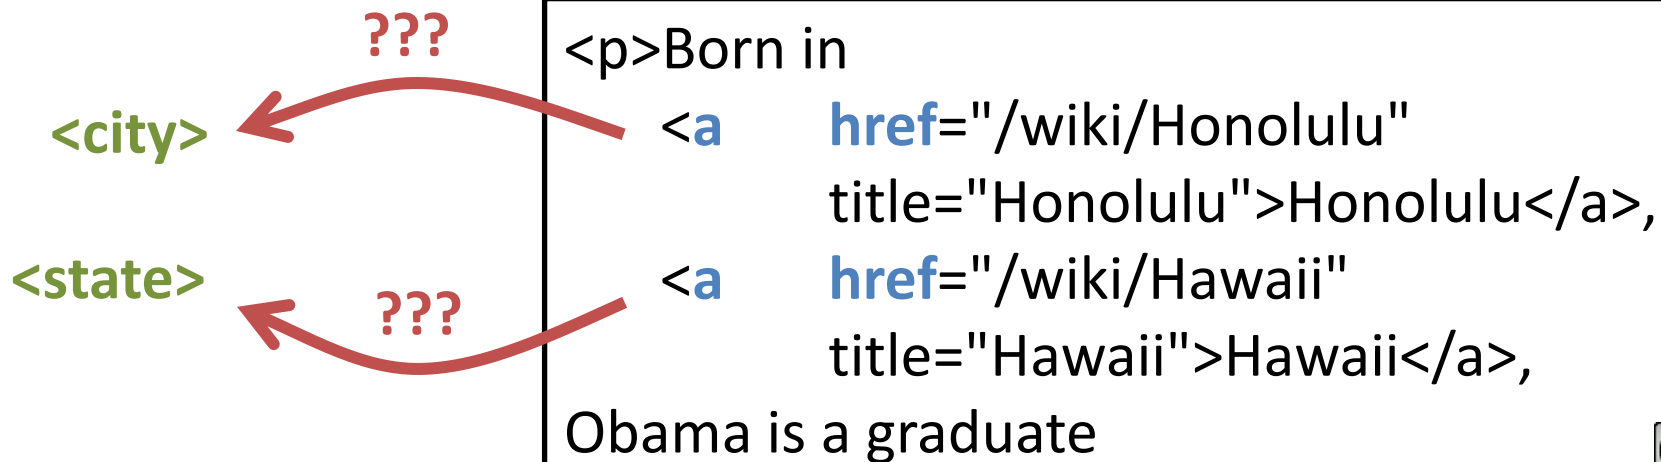 ???
<p>Born in
<city>
<a href="/wiki/Honolulu"
title="Honolulu">Honolulu</a>,
<state>
<a href="/wiki/Hawaii"
???
title="Hawaii">Hawaii</a>,
Obama is a graduate